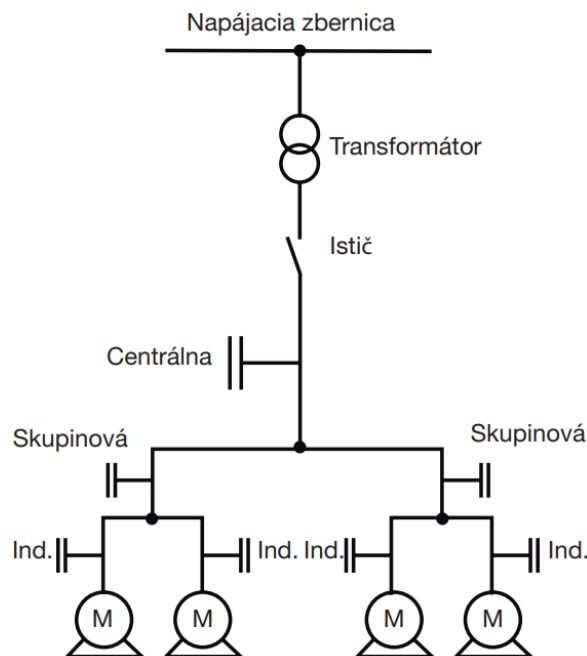 Napájacia zbernica
Transformátor
Istič
Centrálna
Skupinová
Skupinová
Ind.
Ind.
Ind.
Ind.
M
M
M
M